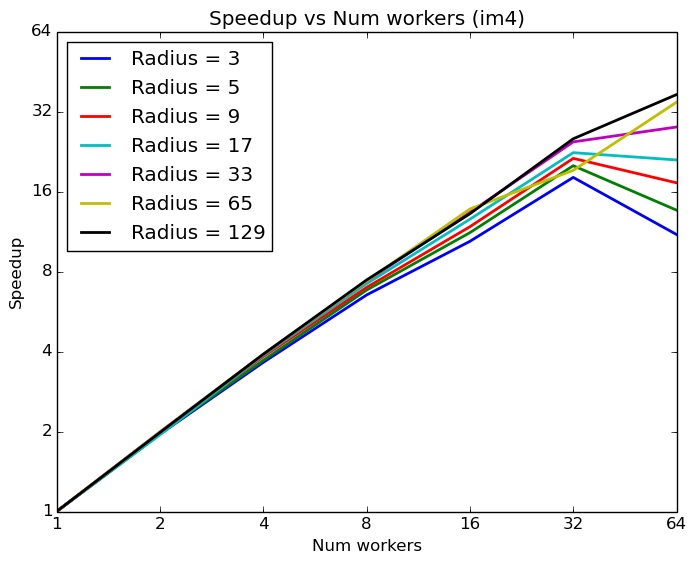 Speedup vs Num workers (im4)
64
32
16
8
4
2
1
Speedup
Radius = 3
Radius = 5
Radius = 9
Radius = 17
Radius = 33
Radius = 65
Radius = 129
1 2 4 8 16 32 64
Num workers